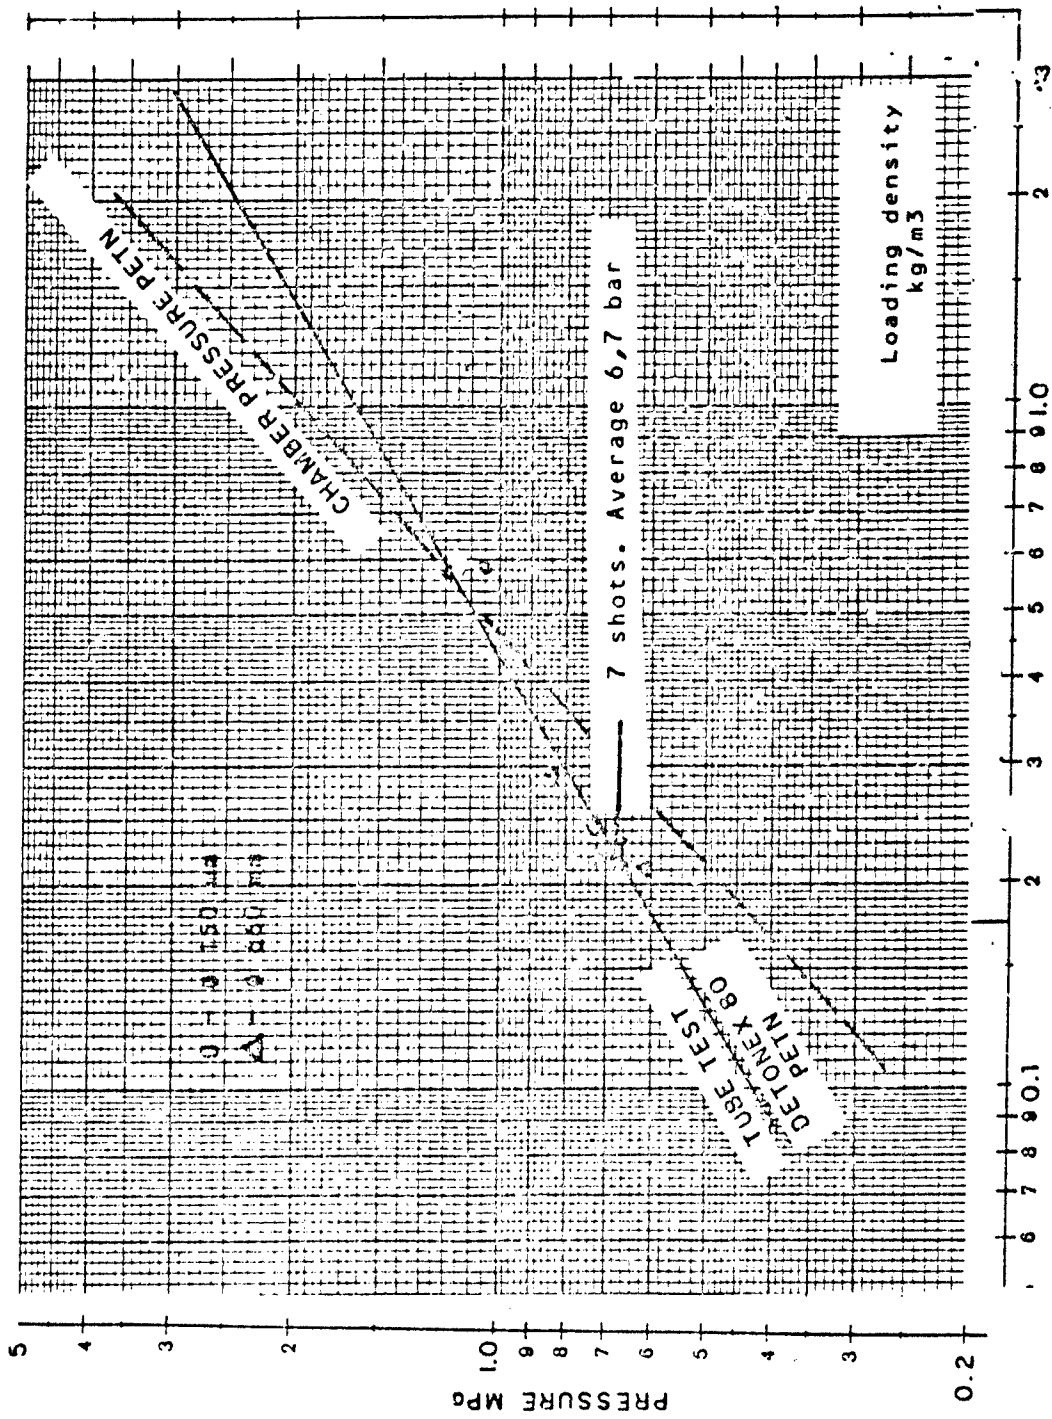 PRESSURE MPa
5
4
3
2
1.0
9
8
7
6
5
4
3
0.2
CHAMBER PRESSURE PETN
7 shots. Average 6,7 bar
TUBE TEST
DETONEX 80
PETN
Loading density
kg/m3
6 7 8 9 0.1 2 3 4 5 6 7 8 9 1.0 2 3